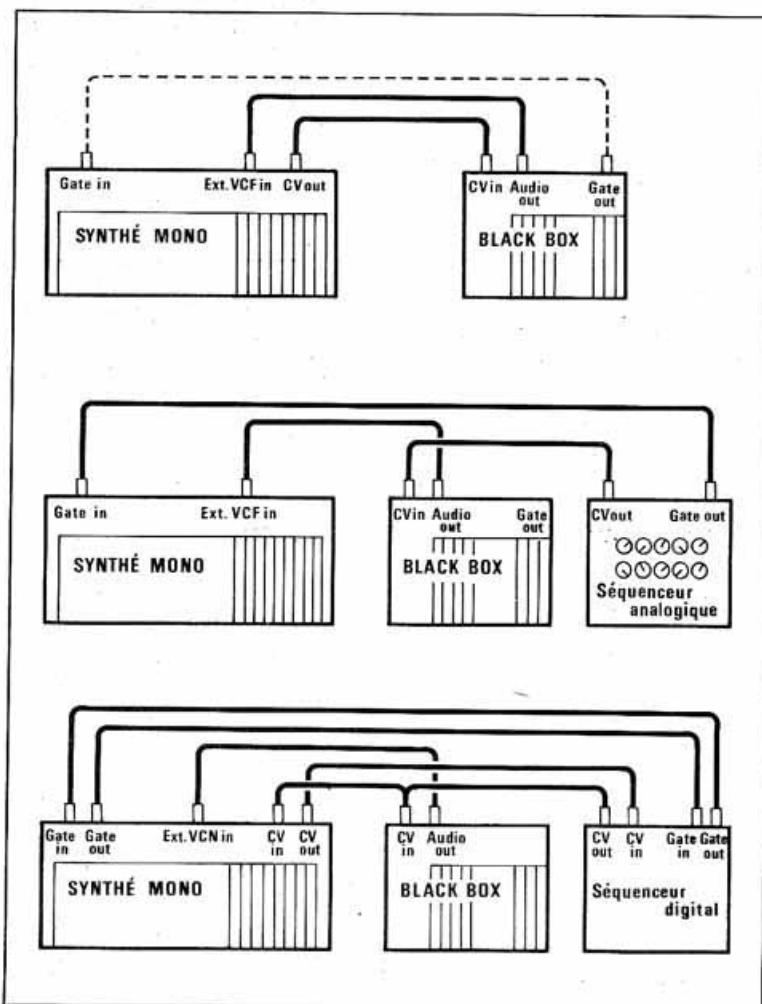 Gate in Ext. VCF in CV out CV in Audio out Gate out
SYNTHÉ MONO BLACK BOX
Gate in Ext. VCF in CV in Audio out Gate out CV out Gate out
SYNTHÉ MONO BLACK BOX Séquenceur analogique
Gate in Gate out Ext. VCN in CV in CV out CV in Audio out CV out CV in Gate in Gate out
SYNTHÉ MONO BLACK BOX Séquenceur digital